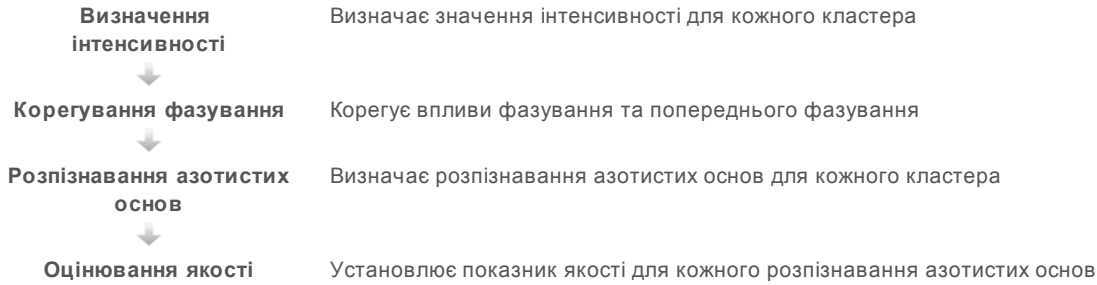 Визначення
інтенсивності
Визначає значення інтенсивності для кожного кластера
Корегування фазування
Корегує впливи фазування та попереднього фазування
Розпізнавання азотистих
основ
Визначає розпізнавання азотистих основ для кожного кластера
Оцінювання якості
Установлює показник якості для кожного розпізнавання азотистих основ